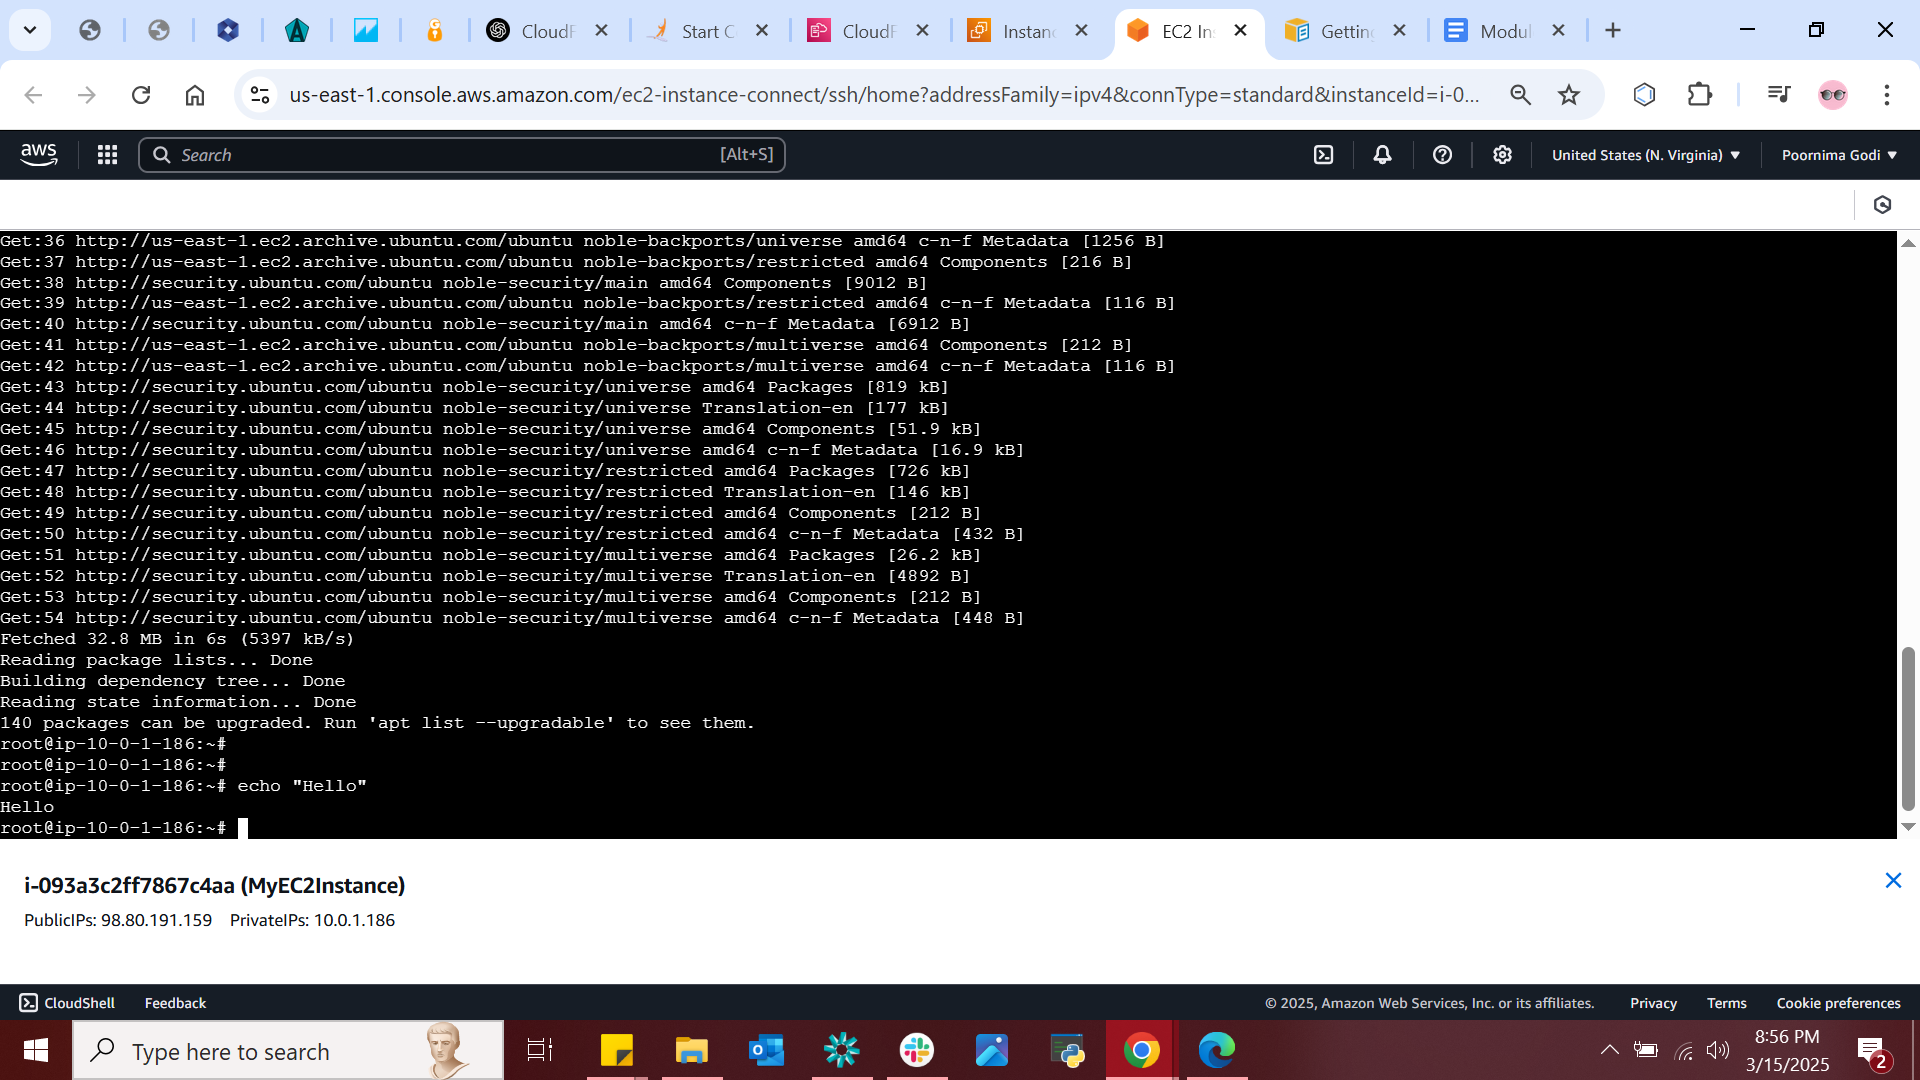 CloudF
Start C
CloudF
Instanc
EC2 Ins
Getting
Modul
us-east-1.console.aws.amazon.com/ec2-instance-connect/ssh/home?addressFamily=ipv4&connType=standard&instanceId=i-0...
aws
Search
[Alt+S]
United States (N. Virginia)
Poornima Godi
Get:36 http://us-east-1.ec2.archive.ubuntu.com/ubuntu noble-backports/universe amd64 c-n-f Metadata [1256 B]
Get:37 http://us-east-1.ec2.archive.ubuntu.com/ubuntu noble-backports/restricted amd64 Components [216 B]
Get:38 http://security.ubuntu.com/ubuntu noble-security/main amd64 Components [9012 B]
Get:39 http://us-east-1.ec2.archive.ubuntu.com/ubuntu noble-backports/restricted amd64 c-n-f Metadata [116 B]
Get:40 http://security.ubuntu.com/ubuntu noble-security/main amd64 c-n-f Metadata [6912 B]
Get:41 http://us-east-1.ec2.archive.ubuntu.com/ubuntu noble-backports/multiverse amd64 Components [212 B]
Get:42 http://us-east-1.ec2.archive.ubuntu.com/ubuntu noble-backports/multiverse amd64 c-n-f Metadata [116 B]
Get:43 http://security.ubuntu.com/ubuntu noble-security/universe amd64 Packages [819 kB]
Get:44 http://security.ubuntu.com/ubuntu noble-security/universe Translation-en [177 kB]
Get:45 http://security.ubuntu.com/ubuntu noble-security/universe amd64 Components [51.9 kB]
Get:46 http://security.ubuntu.com/ubuntu noble-security/universe amd64 c-n-f Metadata [16.9 kB]
Get:47 http://security.ubuntu.com/ubuntu noble-security/restricted amd64 Packages [726 kB]
Get:48 http://security.ubuntu.com/ubuntu noble-security/restricted Translation-en [146 kB]
Get:49 http://security.ubuntu.com/ubuntu noble-security/restricted amd64 Components [212 B]
Get:50 http://security.ubuntu.com/ubuntu noble-security/restricted amd64 c-n-f Metadata [432 B]
Get:51 http://security.ubuntu.com/ubuntu noble-security/multiverse amd64 Packages [26.2 kB]
Get:52 http://security.ubuntu.com/ubuntu noble-security/multiverse Translation-en [4892 B]
Get:53 http://security.ubuntu.com/ubuntu noble-security/multiverse amd64 Components [212 B]
Get:54 http://security.ubuntu.com/ubuntu noble-security/multiverse amd64 c-n-f Metadata [448 B]
Fetched 32.8 MB in 6s (5397 kB/s)
Reading package lists... Done
Building dependency tree... Done
Reading state information... Done
140 packages can be upgraded. Run 'apt list --upgradable' to see them.
root@ip-10-0-1-186:~#
root@ip-10-0-1-186:~#
root@ip-10-0-1-186:~# echo "Hello"
Hello
root@ip-10-0-1-186:~#
i-093a3c2ff7867c4aa (MyEC2Instance)
PublicIPs: 98.80.191.159 PrivateIPs: 10.0.1.186
CloudShell
Feedback
© 2025, Amazon Web Services, Inc. or its affiliates.
Privacy
Terms
Cookie preferences
Type here to search
8:56 PM
3/15/2025
2